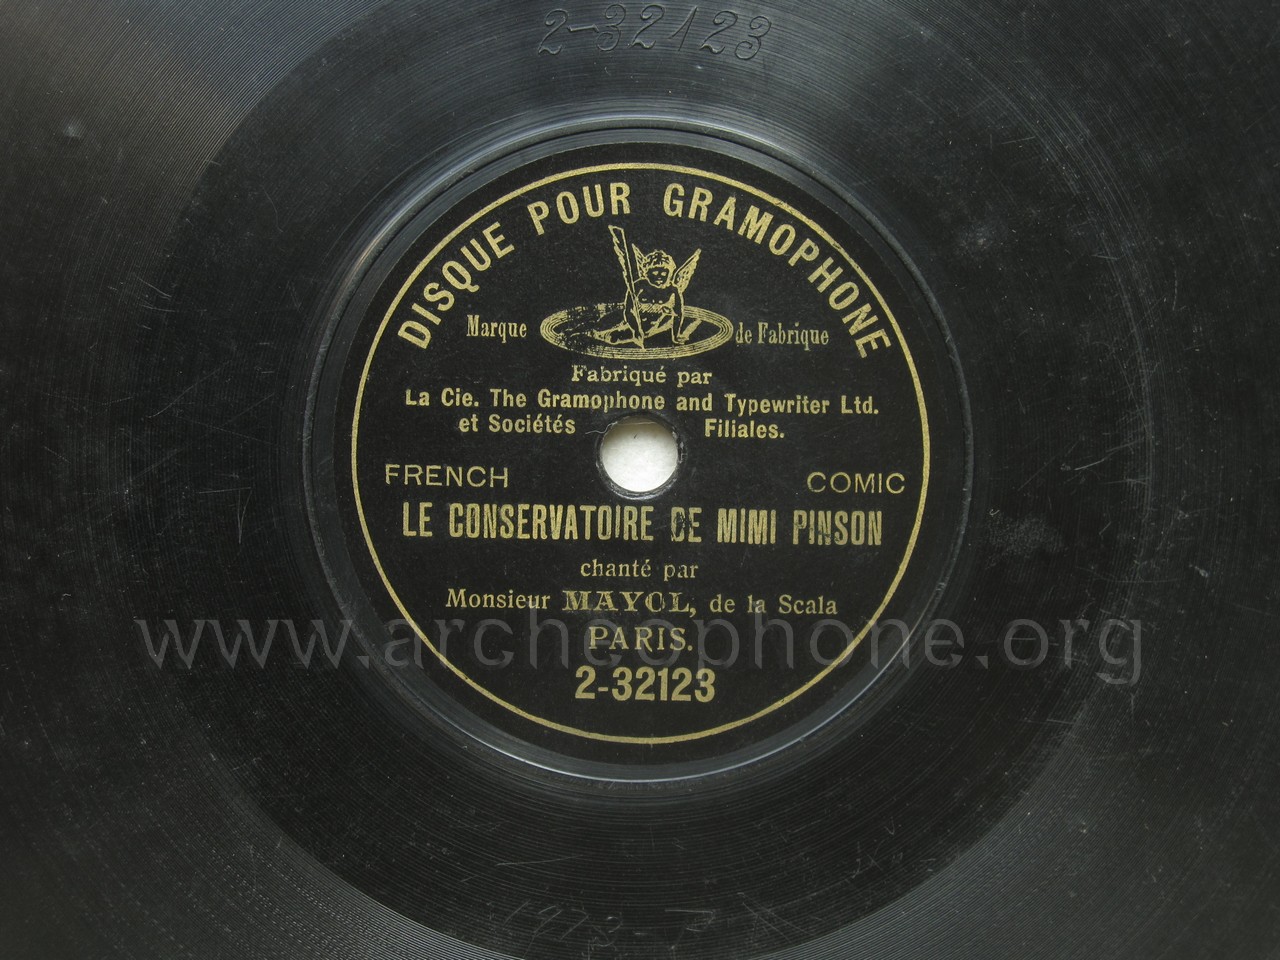 2-32123
DISQUE POUR GRAMOPHONE
Marque de Fabrique
Fabriqué par
La Cie. The Gramophone and Typewriter Ltd.
et Sociétés Filiales.
FRENCH COMIC
LE CONSERVATOIRE DE MIMI PINSON
chanté par
Monsieur MAYOL, de la Scala
www.archeophone.org
PARIS.
2-32123